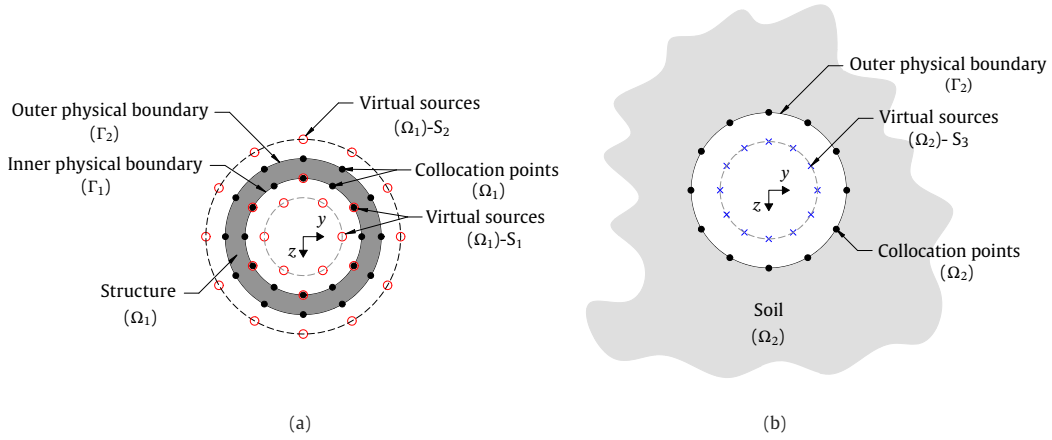 Virtual sources
(Ω₁)-S₂
Outer physical boundary
(Γ₂)
Inner physical boundary
(Γ₁)
Collocation points
(Ω₁)
Virtual sources
(Ω₁)-S₁
y
z
Structure
(Ω₁)
(a)
Outer physical boundary
(Γ₂)
Virtual sources
(Ω₂)- S₃
y
z
Collocation points
(Ω₂)
Soil
(Ω₂)
(b)